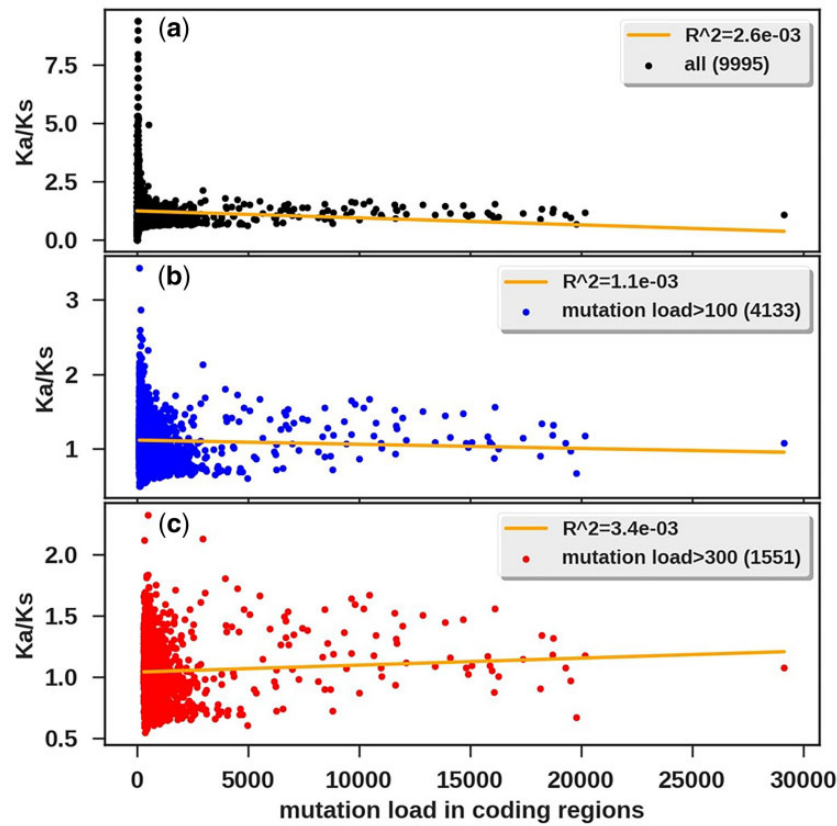 (a)
R^2=2.6e-03
all (9995)
Ka/Ks
7.5
5.0
2.5
0.0
(b)
R^2=1.1e-03
mutation load>100 (4133)
Ka/Ks
3
2
1
(c)
R^2=3.4e-03
mutation load>300 (1551)
Ka/Ks
2.0
1.5
1.0
0.5
0 5000 10000 15000 20000 25000 30000
mutation load in coding regions